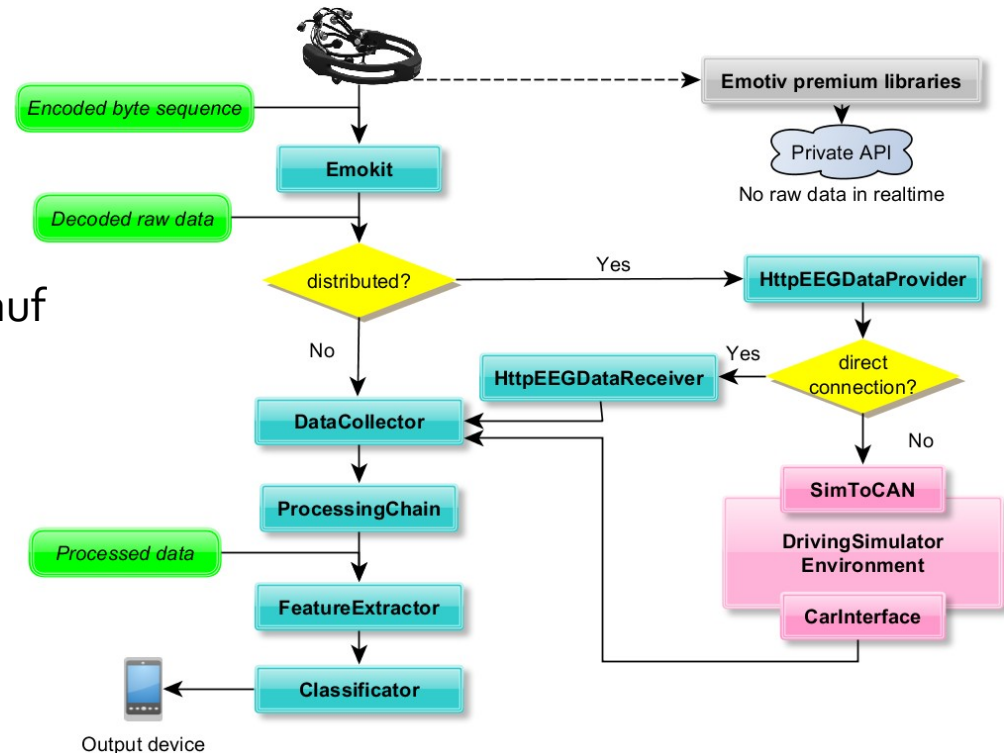 Encoded byte sequence
Emotiv premium libraries
Private API
No raw data in realtime
Emokit
Decoded raw data
distributed?
Yes
HttpEEGDataProvider
auf
No
Yes
direct
connection?
HttpEEGDataReceiver
DataCollector
No
SimToCAN
ProcessingChain
DrivingSimulator
Environment
Processed data
FeatureExtractor
CarInterface
Classificator
Output device